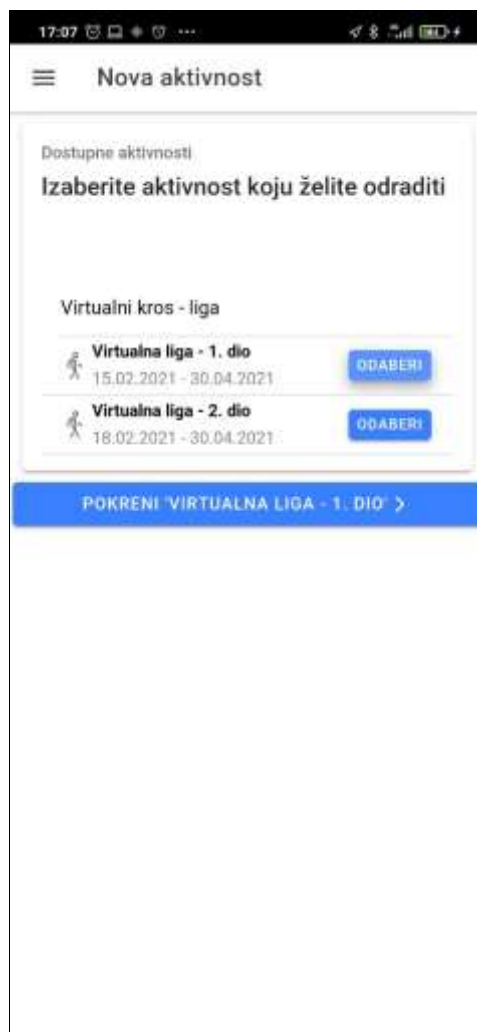 17:07
Nova aktivnost
Dostupne aktivnosti
Izaberite aktivnost koju želite odraditi
Virtualni kros - liga
Virtualna liga - 1. dio
15.02.2021 - 30.04.2021
ODABERI
Virtualna liga - 2. dio
18.02.2021 - 30.04.2021
ODABERI
POKRENI 'VIRTUALNA LIGA - 1. DIO'